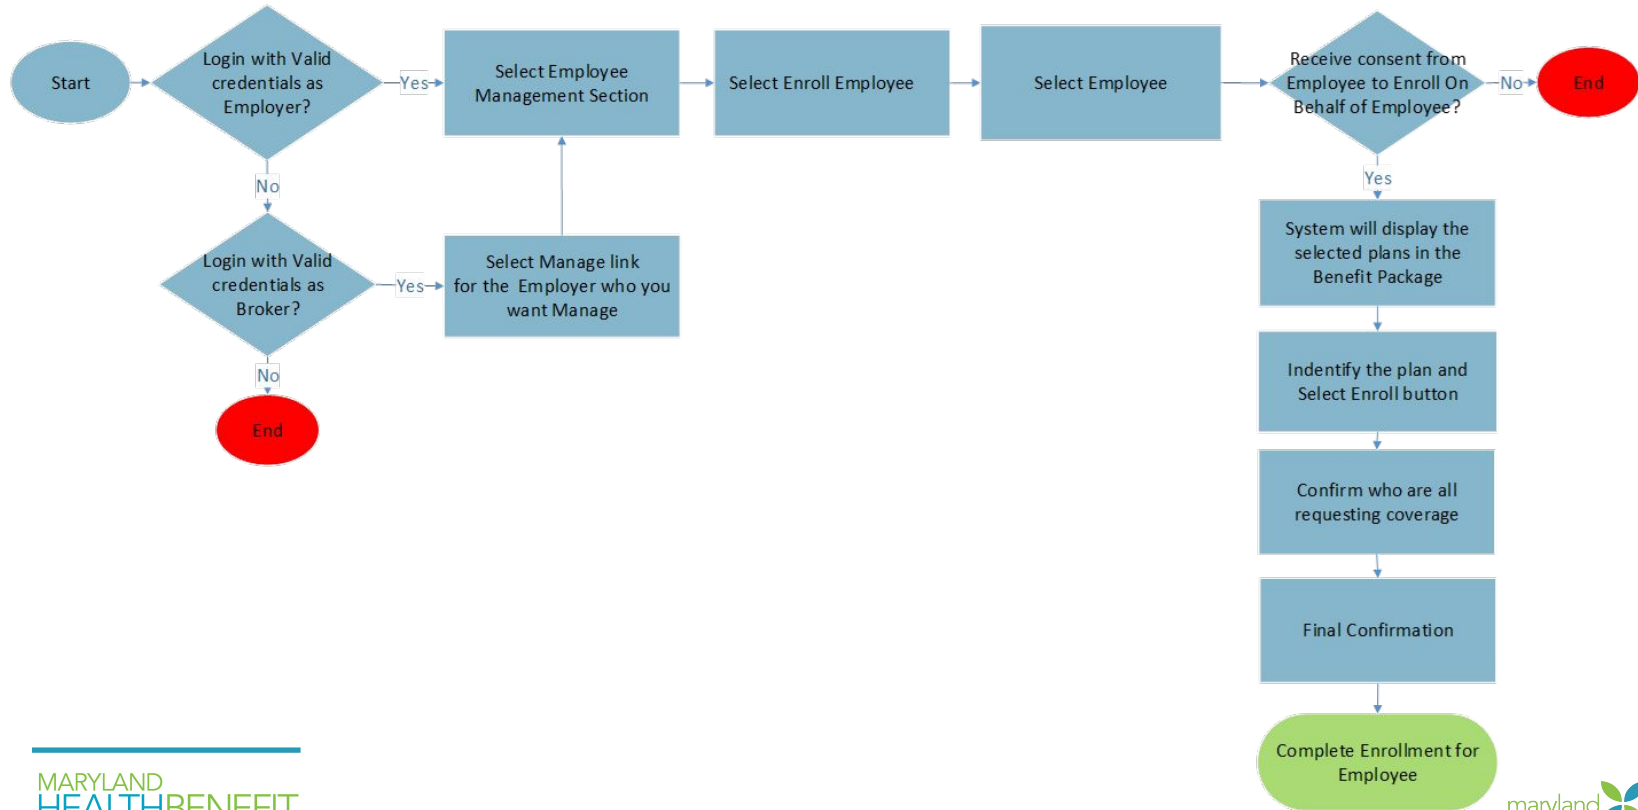 Start
Login with Valid
credentials as
Employer?
Yes
Select Employee
Management Section
Select Enroll Employee
Select Employee
Receive consent from
Employee to Enroll On
Behalf of Employee?
No
End
No
Yes
Login with Valid
credentials as
Broker?
Yes
Select Manage link
for the Employer who you
want Manage
System will display the
selected plans in the
Benefit Package
No
End
Indentify the plan and
Select Enroll button
Confirm who are all
requesting coverage
Final Confirmation
Complete Enrollment for
Employee
MARYLAND
HEALTHBENEFIT
maryland